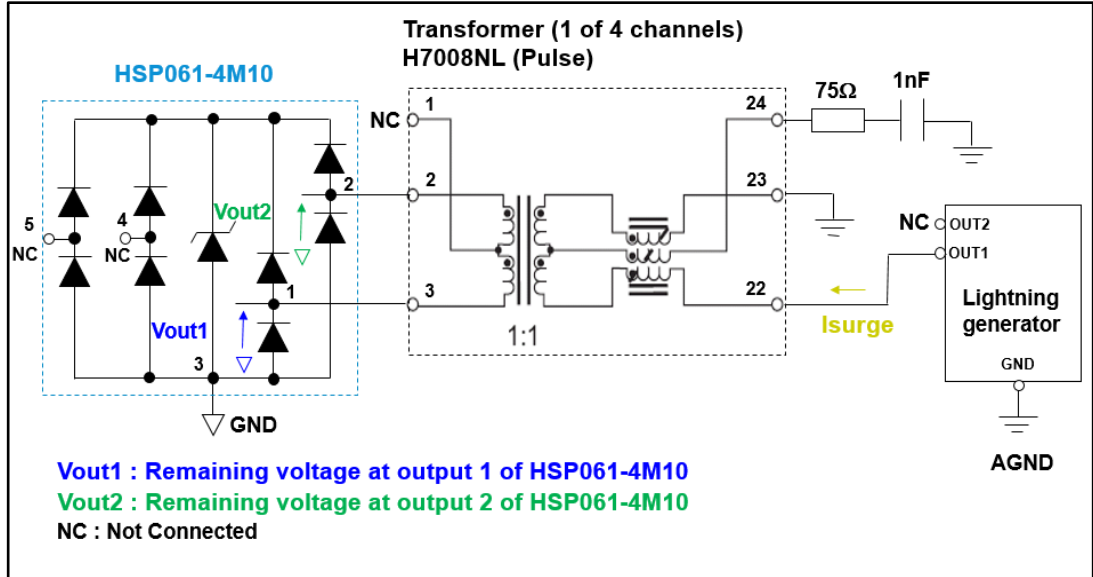 Transformer (1 of 4 channels)
H7008NL (Pulse)
HSP061-4M10
NC
1
24
75Ω
1nF
2
2
23
Vout2
5
NC
4
NC
NC
OUT2
OUT1
1
3
22
Isurge
Lightning
generator
Vout1
1:1
3
GND
GND
AGND
Vout1 : Remaining voltage at output 1 of HSP061-4M10
Vout2 : Remaining voltage at output 2 of HSP061-4M10
NC : Not Connected